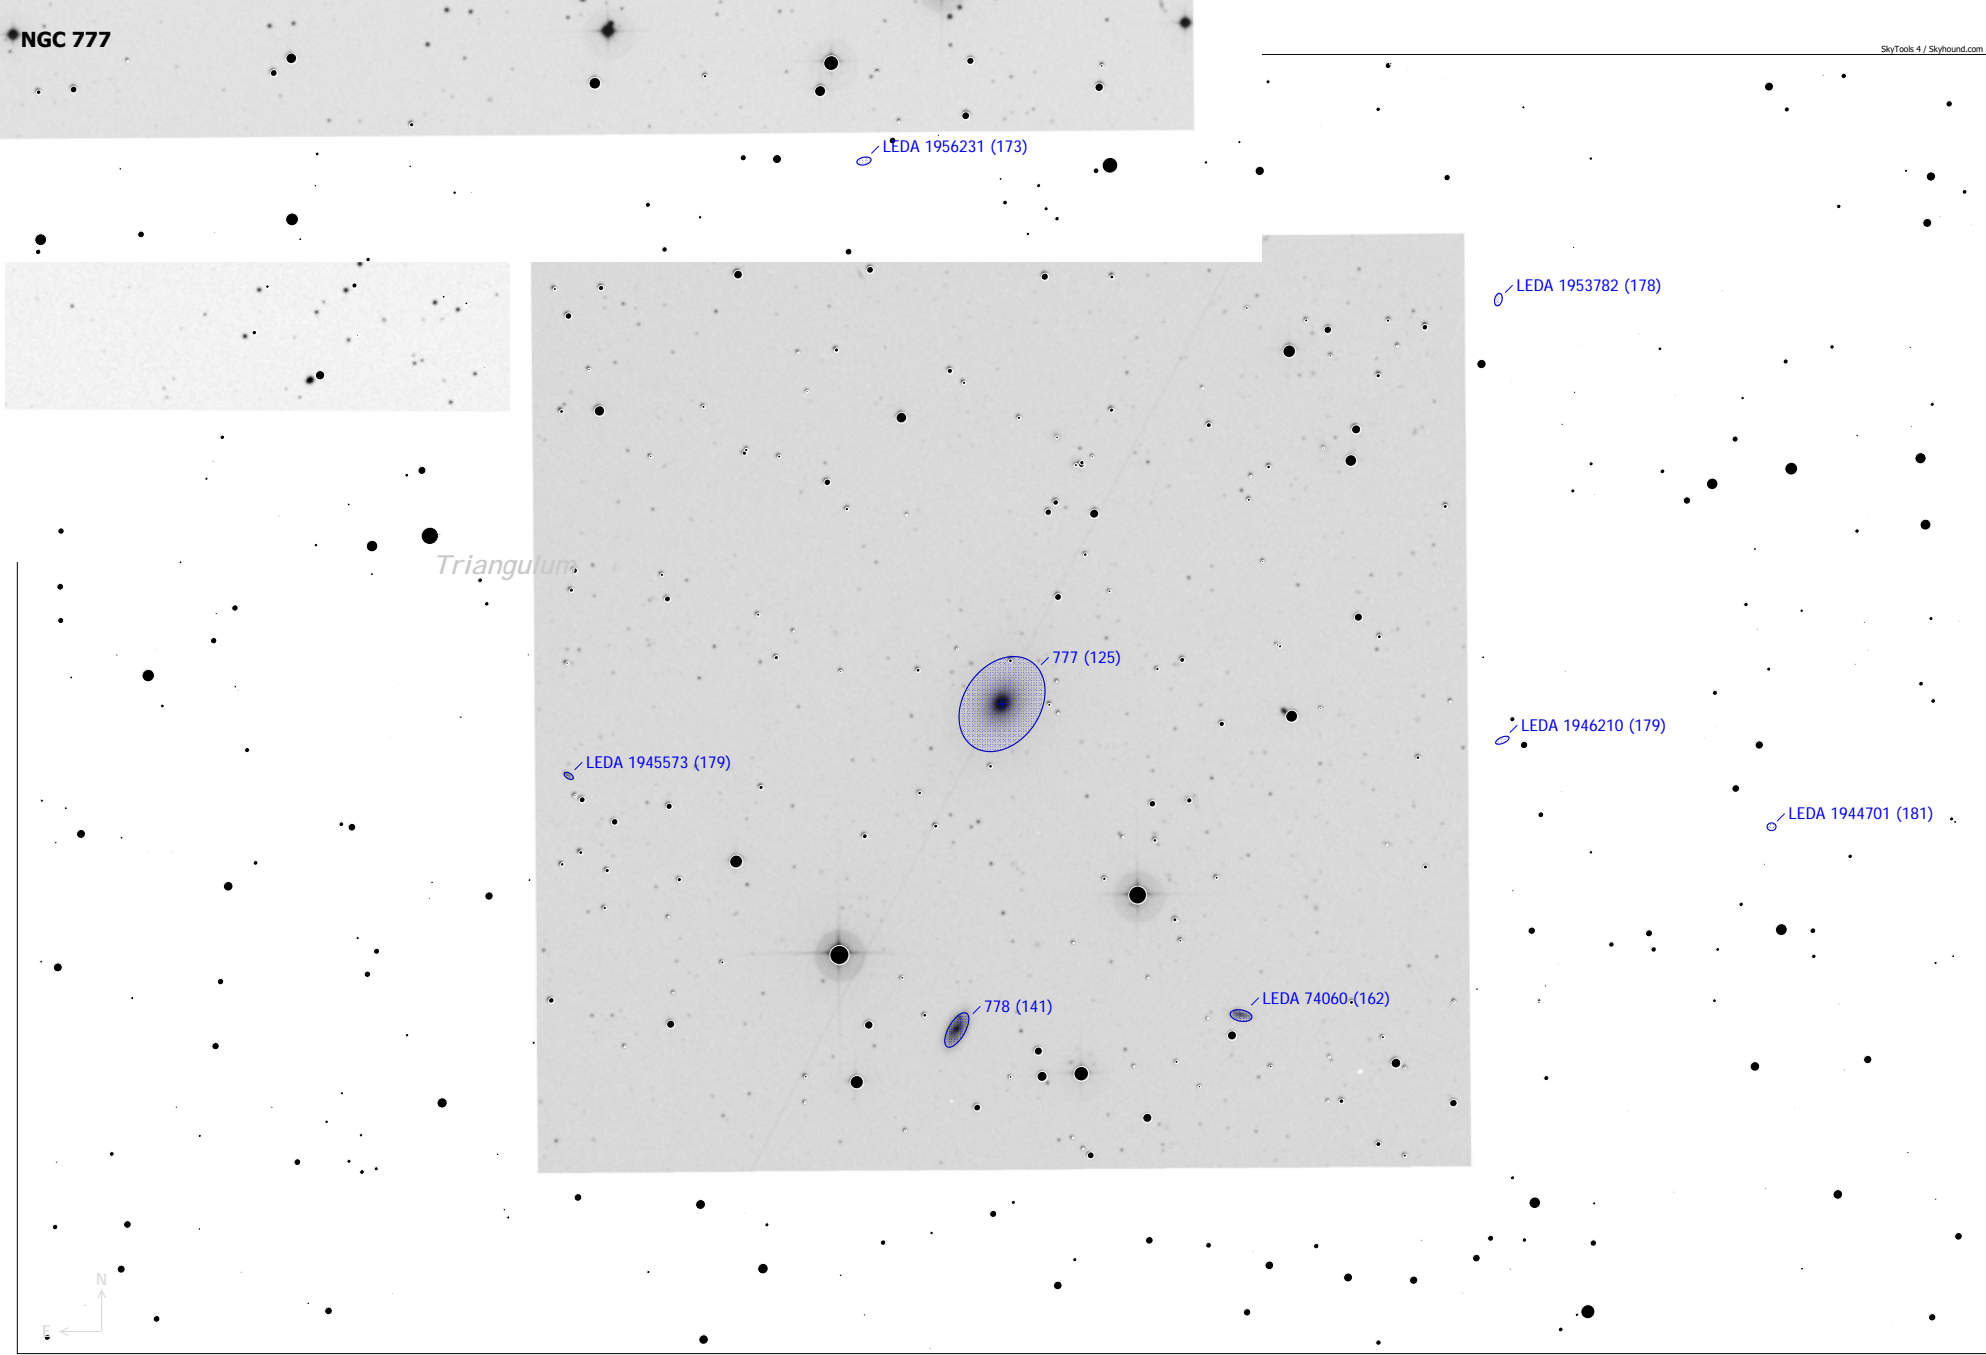 NGC 777
SkyTools 4 / Skyhound.com
LEDA 1956231 (173)
LEDA 1953782 (178)
Triangulum
777 (125)
LEDA 1946210 (179)
LEDA 1945573 (179)
LEDA 1944701 (181)
LEDA 74060 (162)
778 (141)
N
E